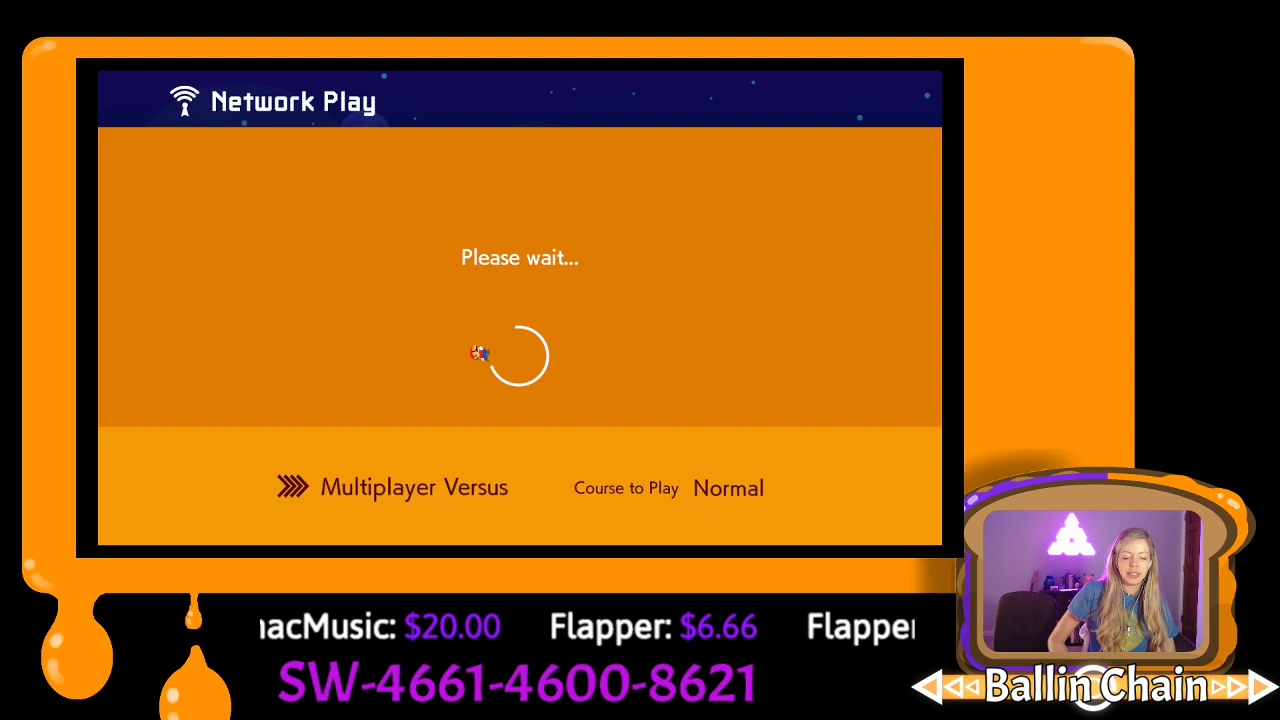 Network Play
Please wait...
Multiplayer Versus Course to Play Normal
acMusic: $20.00 Flapper: $6.66 Flapper
SW-4661-4600-8621
Ballin Chain